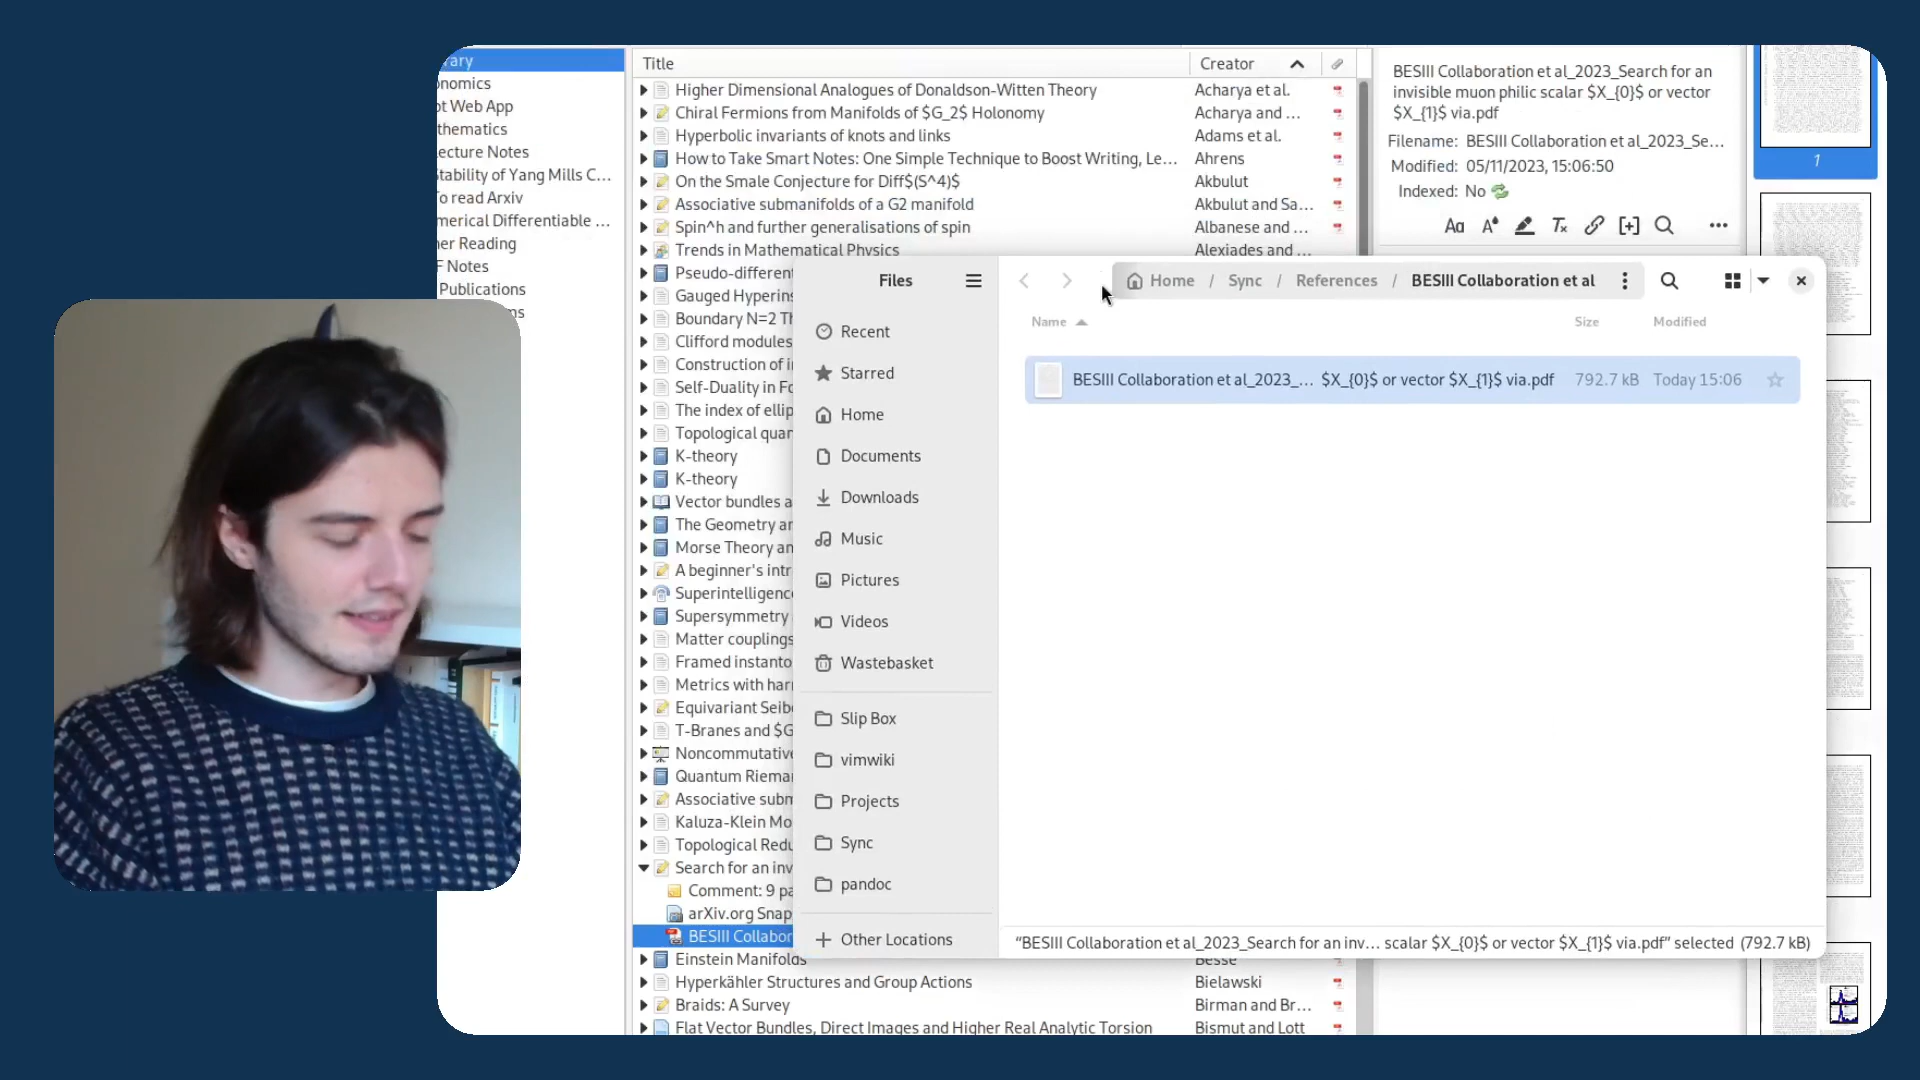 rary
onomics
ot Web App
thematics
ecture Notes
tability of Yang Mills C...
o read Arxiv
merical Differentiable ...
er Reading
F Notes
Publications
ms
Title
Creator
Higher Dimensional Analogues of Donaldson-Witten Theory Acharya et al.
Chiral Fermions from Manifolds of $G_2$ Holonomy Acharya and ...
Hyperbolic invariants of knots and links Adams et al.
How to Take Smart Notes: One Simple Technique to Boost Writing, Le... Ahrens
On the Smale Conjecture for Diff$(S^4)$ Akbulut
Associative submanifolds of a G2 manifold Akbulut and Sa...
Spin^h and further generalisations of spin Albanese and ...
Trends in Mathematical Physics Alexiades and ...
Pseudo-different
Gauged Hyperins
Boundary N=2 Th
Clifford modules
Construction of i
Self-Duality in Fo
The index of ellip
Topological quan
K-theory
K-theory
Vector bundles a
The Geometry an
Morse Theory an
A beginner's intr
Superintelligenc
Supersymmetry
Matter couplings
Framed instanto
Metrics with har
Equivariant Seib
T-Branes and $G
Noncommutative
Quantum Riemar
Associative subm
Kaluza-Klein Mo
Topological Redu
Search for an inv
Comment: 9 pa
arXiv.org Snap
BESIII Collabor
Einstein Manifolds Besse
Hyperkähler Structures and Group Actions Bielawski
Braids: A Survey Birman and Br...
Flat Vector Bundles, Direct Images and Higher Real Analytic Torsion Bismut and Lott
BESIII Collaboration et al_2023_Search for an
invisible muon philic scalar $X_{0}$ or vector
$X_{1}$ via.pdf
Filename: BESIII Collaboration et al_2023_Se...
Modified: 05/11/2023, 15:06:50
Indexed: No
1
Files
Home / Sync / References / BESIII Collaboration et al
Recent
Starred
Home
Documents
Downloads
Music
Pictures
Videos
Wastebasket
Slip Box
vimwiki
Projects
Sync
pandoc
Other Locations
Name Size Modified
BESIII Collaboration et al_2023_... $X_{0}$ or vector $X_{1}$ via.pdf 792.7 kB Today 15:06
“BESIII Collaboration et al_2023_Search for an inv... scalar $X_{0}$ or vector $X_{1}$ via.pdf” selected (792.7 kB)